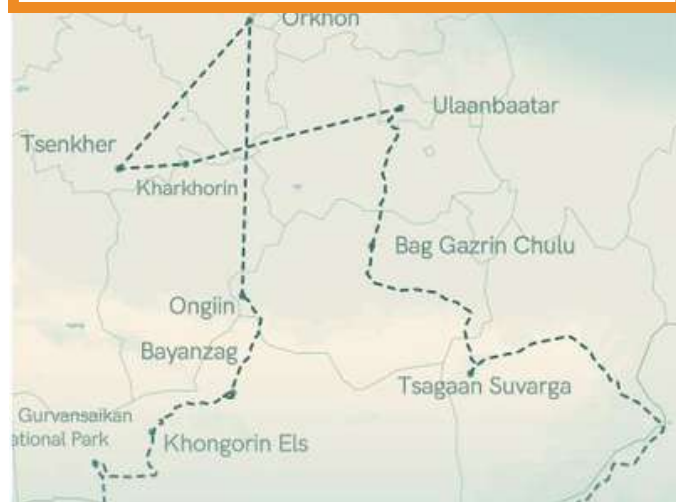 Orkhon
Ulaanbaatar
Tsenkher
Kharkhorin
Bag Gazrin Chulu
Ongiin
Bayanzag
Tsagaan Suvarga
Gurvansaikan
ational Park
Khongorin Els